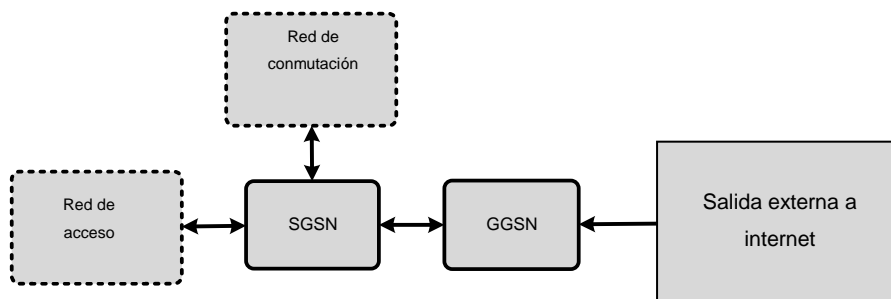 Red de
conmutación
Red de
acceso
SGSN
GGSN
Salida externa a
internet